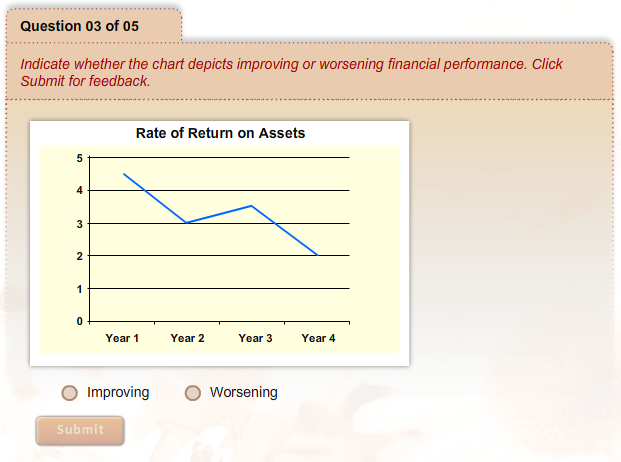 Question 03 of 05
Indicate whether the chart depicts improving or worsening financial performance. Click
Submit for feedback.
Rate of Return on Assets
5
4
3
2
1
0
Year 1 Year 2 Year 3 Year 4
Improving Worsening
Submit